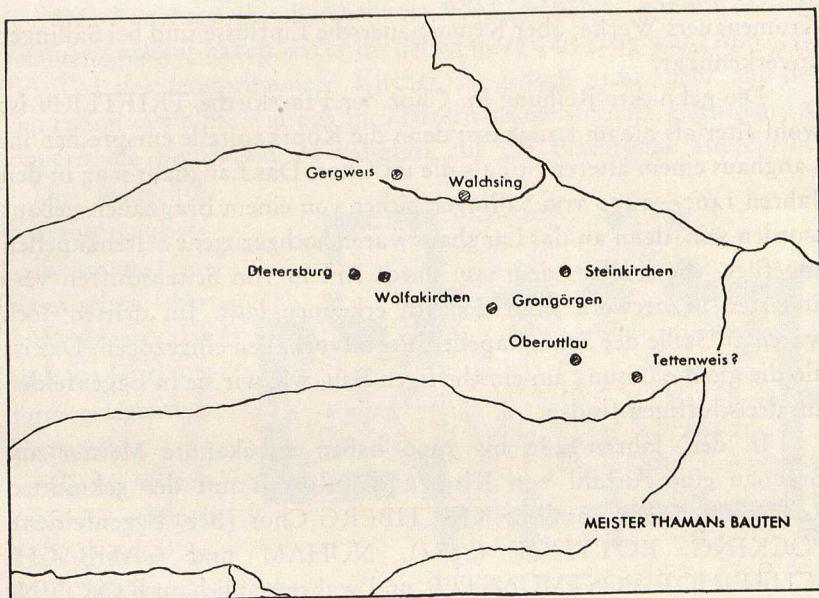 Gergweis
Walchsing
Dietersburg
Wolfakirchen
Steinkirchen
Grongörgen
Oberuttlau
Tettenweis?
MEISTER THAMANs BAUTEN